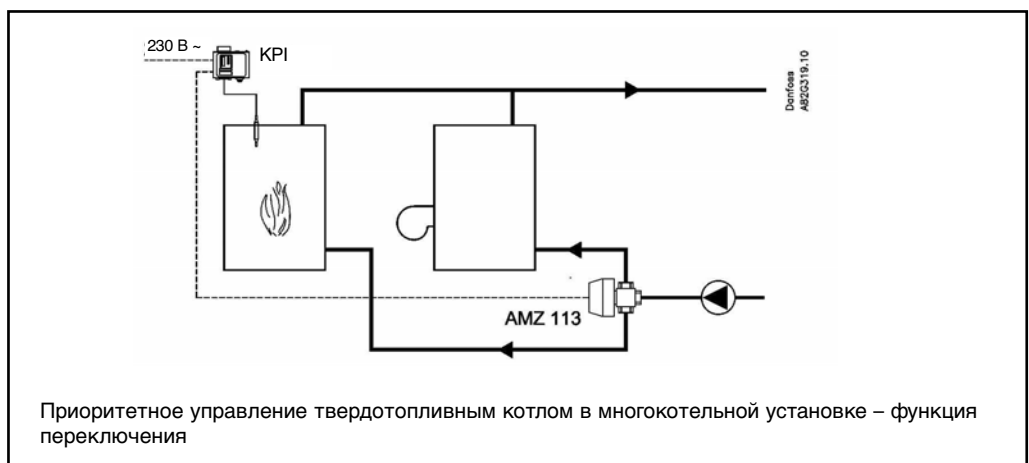 230 В ~
KPI
Danfoss
A82G319.10
AMZ 113
Приоритетное управление твердотопливным котлом в многокотельной установке – функция
переключения